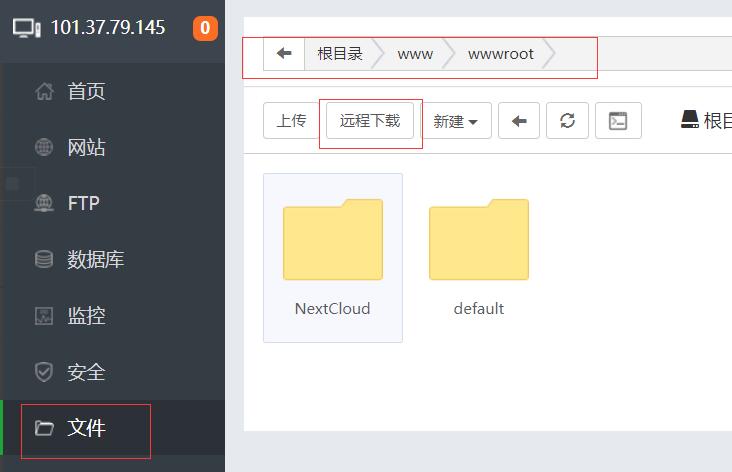 101.37.79.145 0
首页
网站
FTP
数据库
监控
安全
文件
根目录 www wwwroot
上传 远程下载 新建 根目
NextCloud default